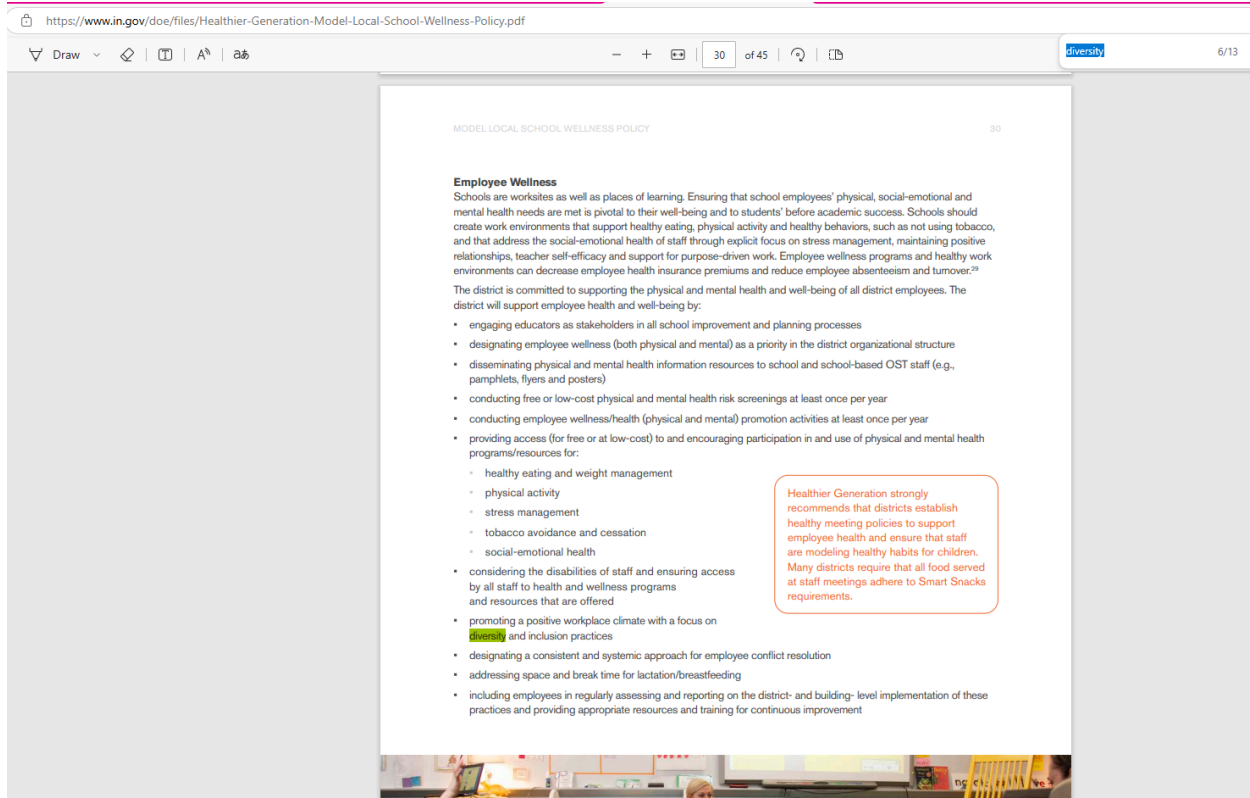 https://www.in.gov/doe/files/Healthier-Generation-Model-Local-School-Wellness-Policy.pdf
Draw
30 of 45
diversity 6/13
MODEL LOCAL SCHOOL WELLNESS POLICY 30
Employee Wellness
Schools are worksites as well as places of learning. Ensuring that school employees' physical, social-emotional and
mental health needs are met is pivotal to their well-being and to students' before academic success. Schools should
create work environments that support healthy eating, physical activity and healthy behaviors, such as not using tobacco,
and that address the social-emotional health of staff through explicit focus on stress management, maintaining positive
relationships, teacher self-efficacy and support for purpose-driven work. Employee wellness programs and healthy work
environments can decrease employee health insurance premiums and reduce employee absenteeism and turnover.29
The district is committed to supporting the physical and mental health and well-being of all district employees. The
district will support employee health and well-being by:
▪ engaging educators as stakeholders in all school improvement and planning processes
▪ designating employee wellness (both physical and mental) as a priority in the district organizational structure
▪ disseminating physical and mental health information resources to school and school-based OST staff (e.g.,
pamphlets, flyers and posters)
▪ conducting free or low-cost physical and mental health risk screenings at least once per year
▪ conducting employee wellness/health (physical and mental) promotion activities at least once per year
▪ providing access (for free or at low-cost) to and encouraging participation in and use of physical and mental health
programs/resources for:
▪ healthy eating and weight management
▪ physical activity
▪ stress management
▪ tobacco avoidance and cessation
▪ social-emotional health
▪ considering the disabilities of staff and ensuring access
by all staff to health and wellness programs
and resources that are offered
▪ promoting a positive workplace climate with a focus on
diversity and inclusion practices
▪ designating a consistent and systemic approach for employee conflict resolution
▪ addressing space and break time for lactation/breastfeeding
▪ including employees in regularly assessing and reporting on the district- and building- level implementation of these
practices and providing appropriate resources and training for continuous improvement
Healthier Generation strongly
recommends that districts establish
healthy meeting policies to support
employee health and ensure that staff
are modeling healthy habits for children.
Many districts require that all food served
at staff meetings adhere to Smart Snacks
requirements.